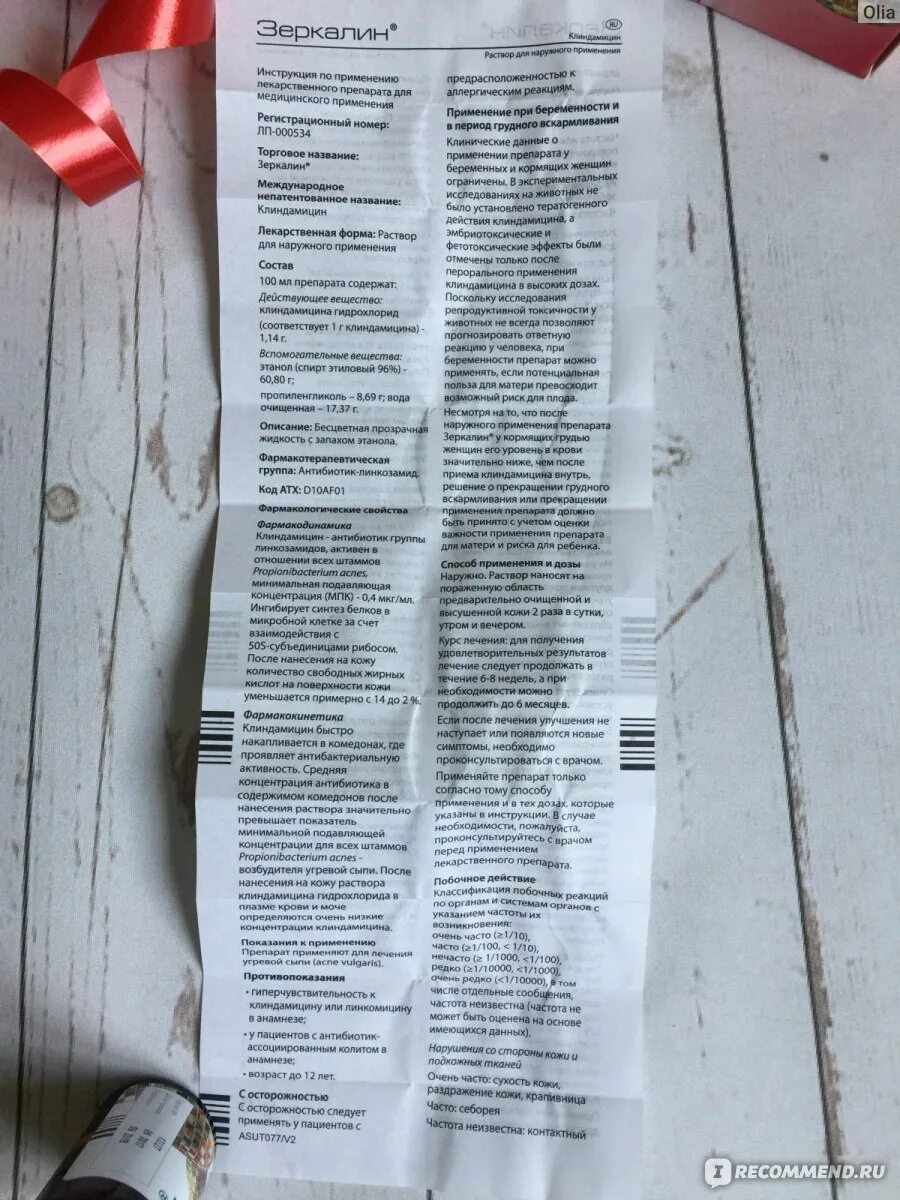 Olia
Зеркалин®
RU
Клиндамицин
Раствор для наружного применения
Инструкция по применению
лекарственного препарата для
медицинского применения
Регистрационный номер:
ЛП-000534
Торговое название:
Зеркалин®
Международное
непатентованное название:
Клиндамицин
Лекарственная форма: Раствор
для наружного применения
Состав
100 мл препарата содержат:
Действующее вещество:
клиндамицина гидрохлорид
(соответствует 1 г клиндамицина) -
1,14 г.
Вспомогательные вещества:
этанол (спирт этиловый 96%) -
60,80 г;
пропиленгликоль – 8,69 г; вода
очищенная – 17,37 г.
Описание: Бесцветная прозрачная
жидкость с запахом этанола.
Фармакотерапевтическая
группа: Антибиотик-линкозамид.
Код АТХ: D10AF01
Фармакологические свойства
Фармакодинамика
Клиндамицин - антибиотик группы
линкозамидов, активен в
отношении всех штаммов
Propionibacterium acnes,
минимальная подавляющая
концентрация (МПК) - 0,4 мкг/мл.
Ингибирует синтез белков в
микробной клетке за счет
взаимодействия с
50S-субъединицами рибосом.
После нанесения на кожу
количество свободных жирных
кислот на поверхности кожи
уменьшается примерно с 14 до 2 %.
Фармакокинетика
Клиндамицин быстро
накапливается в комедонах, где
проявляет антибактериальную
активность. Средняя
концентрация антибиотика в
содержимом комедонов после
нанесения раствора значительно
превышает показатель
минимальной подавляющей
концентрации для всех штаммов
Propionibacterium acnes -
возбудителя угревой сыпи. После
нанесения на кожу раствора
клиндамицина гидрохлорида в
плазме крови и моче
определяются очень низкие
концентрации клиндамицина.
Показания к применению
Препарат применяют для лечения
угревой сыпи (acne vulgaris).
Противопоказания
• гиперчувствительность к
клиндамицину или линкомицину
в анамнезе;
• у пациентов с антибиотик-
ассоциированным колитом в
анамнезе;
• возраст до 12 лет.
С осторожностью
С осторожностью следует
применять у пациентов с
ASUT077/V2
предрасположенностью к
аллергическим реакциям.
Применение при беременности и
в период грудного вскармливания
Клинические данные о
применении препарата у
беременных и кормящих женщин
ограничены. В экспериментальных
исследованиях на животных не
было установлено тератогенного
действия клиндамицина, а
эмбриотоксические и
фетотоксические эффекты были
отмечены только после
перорального применения
клиндамицина в высоких дозах.
Поскольку исследования
репродуктивной токсичности у
животных не всегда позволяют
прогнозировать ответную
реакцию у человека, при
беременности препарат можно
применять, если потенциальная
польза для матери превосходит
возможный риск для плода.
Несмотря на то, что после
наружного применения препарата
Зеркалин® у кормящих грудью
женщин его уровень в крови
значительно ниже, чем после
приема клиндамицина внутрь,
решение о прекращении грудного
вскармливания или прекращении
применения препарата должно
быть принято с учетом оценки
важности применения препарата
для матери и риска для ребенка.
Способ применения и дозы
Наружно. Раствор наносят на
пораженную область
предварительно очищенной и
высушенной кожи 2 раза в сутки,
утром и вечером.
Курс лечения: для получения
удовлетворительных результатов
лечение следует продолжать в
течение 6-8 недель, а при
необходимости можно
продолжить до 6 месяцев.
Если после лечения улучшения не
наступает или появляются новые
симптомы, необходимо
проконсультироваться с врачом.
Применяйте препарат только
согласно тому способу
применения и в тех дозах, которые
указаны в инструкции. В случае
необходимости, пожалуйста,
проконсультируйтесь с врачом
перед применением
лекарственного препарата.
Побочное действие
Классификация побочных реакций
по органам и системам органов с
указанием частоты их
возникновения:
очень часто (≥1/10),
часто (≥1/100, < 1/10),
нечасто (≥ 1/1000, <1/100),
редко (≥1/10000, <1/1000),
очень редко (<1/10000), в том
числе отдельные сообщения,
частота неизвестна (частота не
может быть оценена на основе
имеющихся данных).
Нарушения со стороны кожи и
подкожных тканей
Очень часто: сухость кожи,
раздражение кожи, крапивница
Часто: себорея
Частота неизвестна: контактный
IRECOMMEND.RU